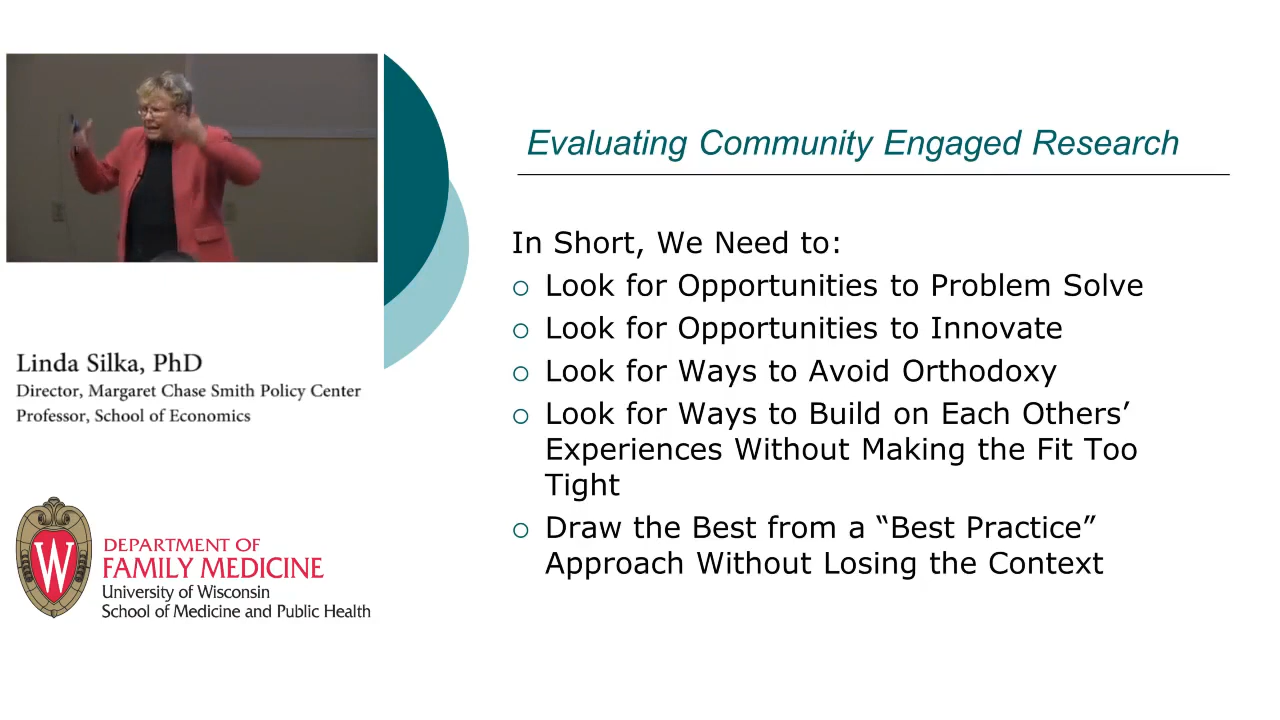 Evaluating Community Engaged Research
In Short, We Need to:
Look for Opportunities to Problem Solve
Look for Opportunities to Innovate
Look for Ways to Avoid Orthodoxy
Look for Ways to Build on Each Others’
Experiences Without Making the Fit Too
Tight
Draw the Best from a “Best Practice”
Approach Without Losing the Context
Linda Silka, PhD
Director, Margaret Chase Smith Policy Center
Professor, School of Economics
W
DEPARTMENT OF
FAMILY MEDICINE
University of Wisconsin
School of Medicine and Public Health